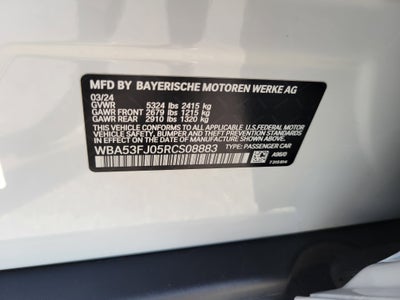 MFD BY BAYERISCHE MOTOREN WERKE AG
03/24
GVWR 5324 lbs 2415 kg
GAWR FRONT 2679 lbs 1215 kg
GAWR REAR 2910 lbs 1320 kg
THIS VEHICLE CONFORMS TO ALL APPLICABLE U.S. FEDERAL MOTOR
VEHICLE SAFETY, BUMPER AND THEFT PREVENTION STANDARDS
IN EFFECT ON THE DATE OF MANUFACTURE SHOWN ABOVE.
WBA53FJ05RCS08883 TYPE: PASSENGER CAR
A96/0